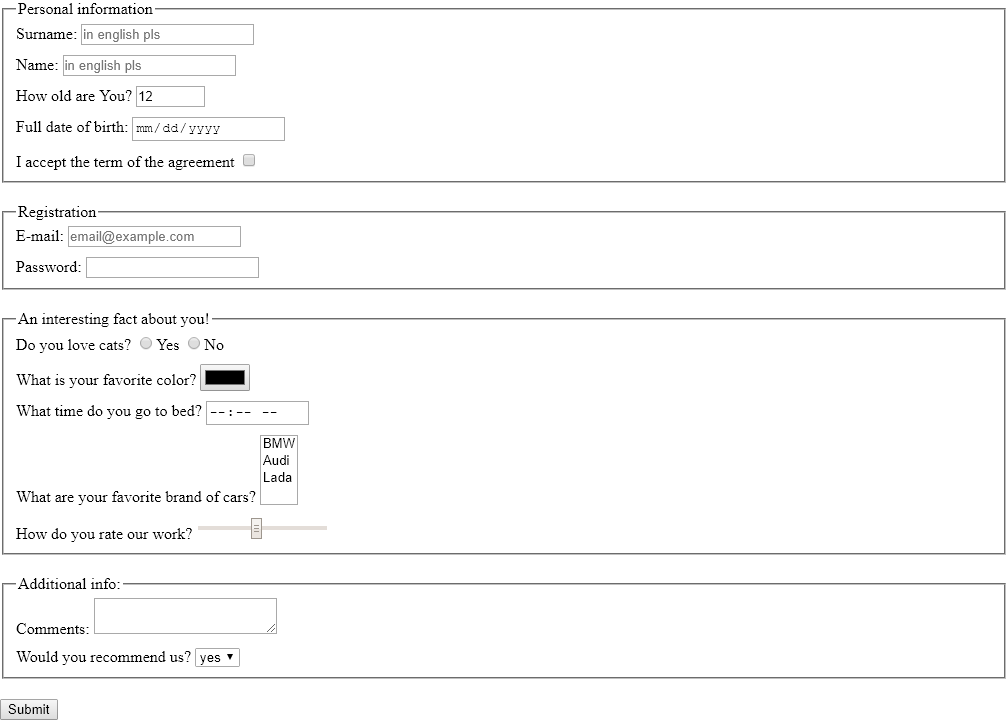 Personal information
Surname: in english pls
Name: in english pls
How old are You? 12
Full date of birth: mm/dd/yyyy
I accept the term of the agreement
Registration
E-mail: email@example.com
Password:
An interesting fact about you!
Do you love cats? Yes No
What is your favorite color?
What time do you go to bed? --:-- --
BMW
Audi
Lada
What are your favorite brand of cars?
How do you rate our work?
Additional info:
Comments:
Would you recommend us? yes
Submit